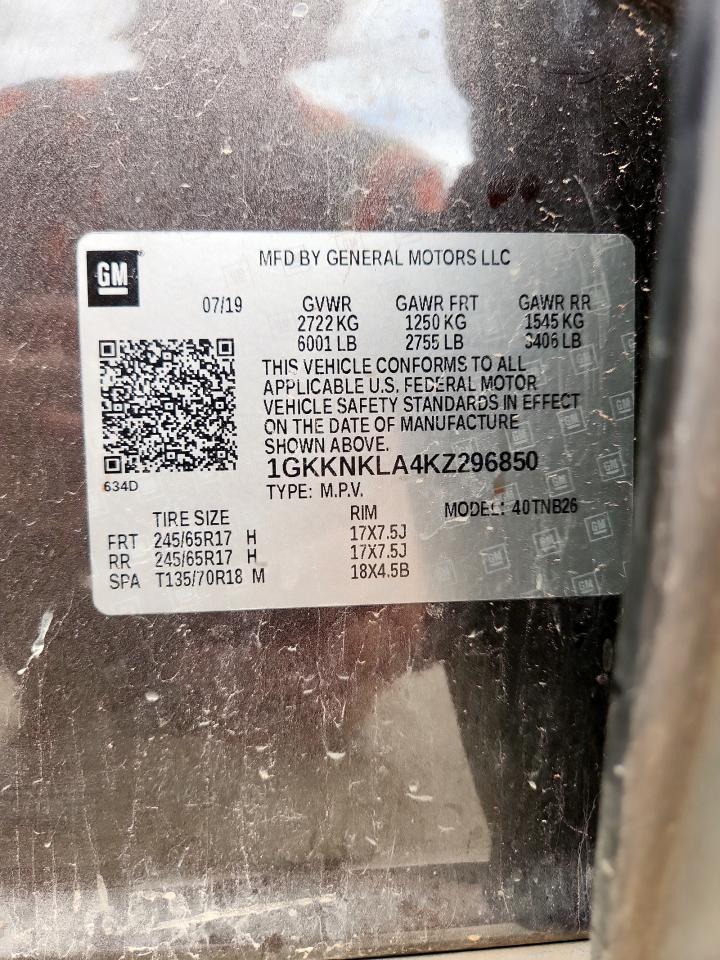 GM
MFD BY GENERAL MOTORS LLC
07/19 GVWR GAWR FRT GAWR RR
2722 KG 1250 KG 1545 KG
6001 LB 2755 LB 3406 LB
THIS VEHICLE CONFORMS TO ALL
APPLICABLE U.S. FEDERAL MOTOR
VEHICLE SAFETY STANDARDS IN EFFECT
ON THE DATE OF MANUFACTURE
SHOWN ABOVE.
1GKKNKLA4KZ296850
634D
TYPE: M.P.V. MODEL: 40TNB26
TIRE SIZE RIM
FRT 245/65R17 H 17X7.5J
RR 245/65R17 H 17X7.5J
SPA T135/70R18 M 18X4.5B